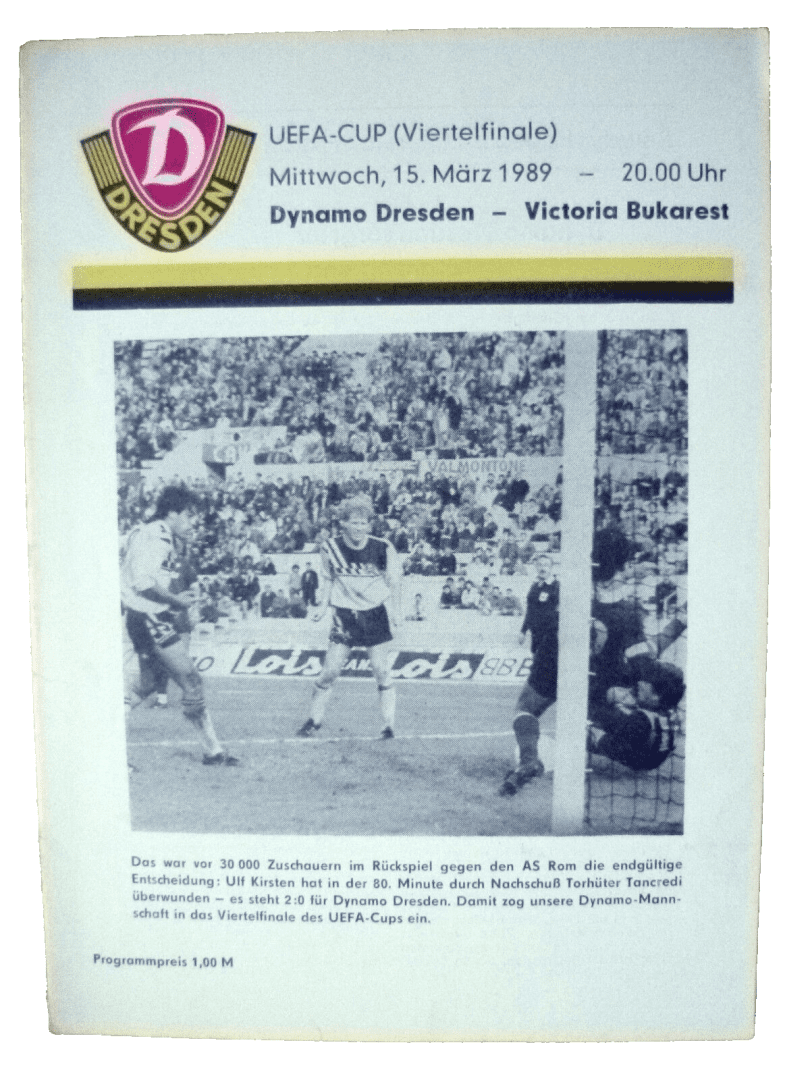 D
DRESDEN
UEFA-CUP (Viertelfinale)
Mittwoch, 15. März 1989 – 20.00 Uhr
Dynamo Dresden – Victoria Bukarest
VALMONTONE
Lots Lots BBE
Das war vor 30 000 Zuschauern im Rückspiel gegen den AS Rom die endgültige
Entscheidung: Ulf Kirsten hat in der 80. Minute durch Nachschuß Torhüter Tancredi
überwunden – es steht 2:0 für Dynamo Dresden. Damit zog unsere Dynamo-Mann-
schaft in das Viertelfinale des UEFA-Cups ein.
Programmpreis 1,00 M